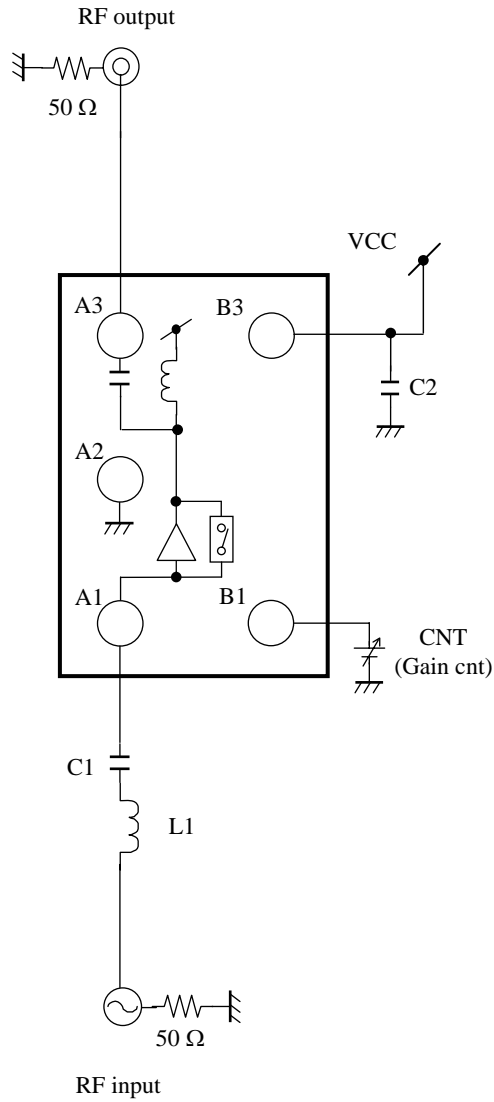 RF output
50 Ω
VCC
A3
B3
C2
A2
A1
B1
CNT
(Gain cnt)
C1
L1
50 Ω
RF input